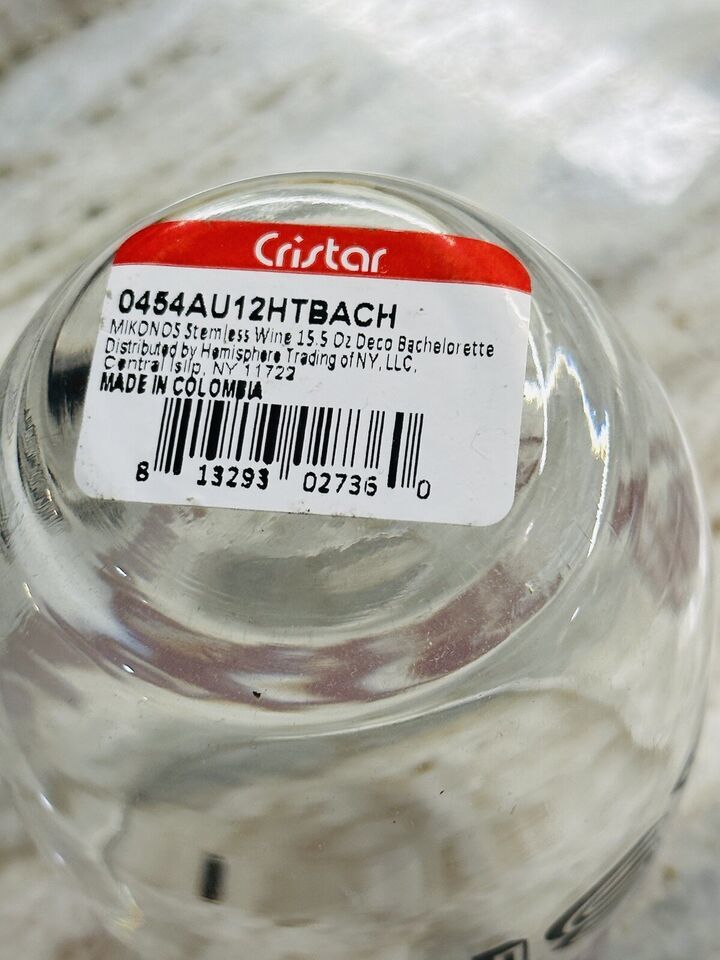 Cristar
0454AU12HTBACH
MIKONOS Stemless Wine 15.5 Oz Deco Bachelorette
Distributed by Hemisphere Trading of NY, LLC,
Central Islip, NY 11722
MADE IN COLOMBIA
8 13293 02736 0